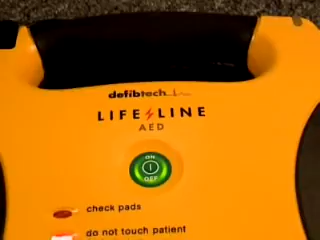 defibtech
LIFE LINE
AED
ON
OFF
check pads
do not touch patient